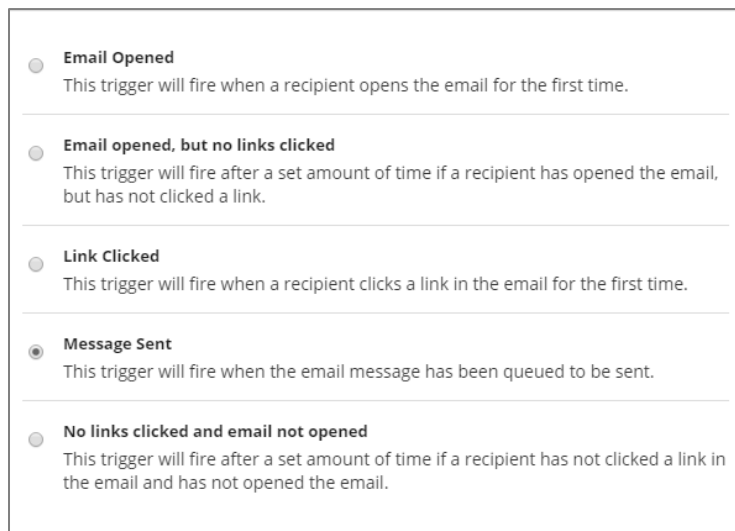 Email Opened
This trigger will fire when a recipient opens the email for the first time.
Email opened, but no links clicked
This trigger will fire after a set amount of time if a recipient has opened the email,
but has not clicked a link.
Link Clicked
This trigger will fire when a recipient clicks a link in the email for the first time.
Message Sent
This trigger will fire when the email message has been queued to be sent.
No links clicked and email not opened
This trigger will fire after a set amount of time if a recipient has not clicked a link in
the email and has not opened the email.